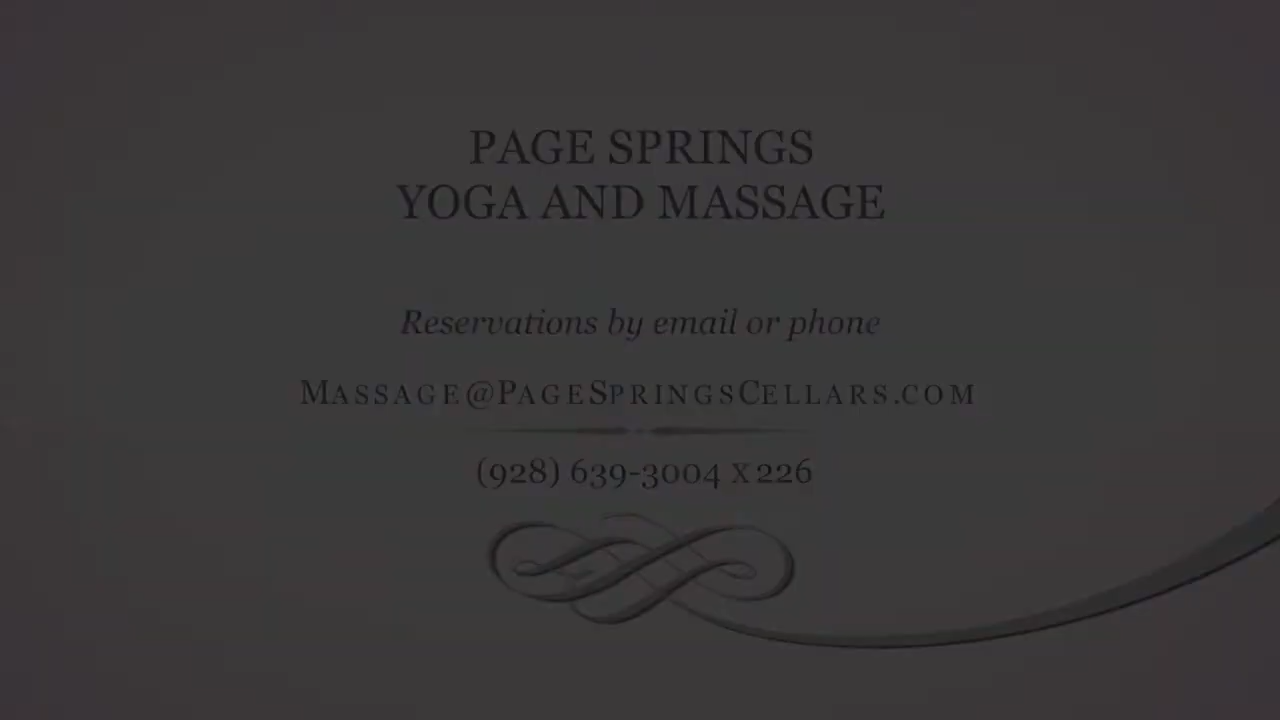 PAGE SPRINGS
YOGA AND MASSAGE
Reservations by email or phone
MASSAGE@PAGESPRINGSCELLARS.COM
(928) 639-3004 X 226